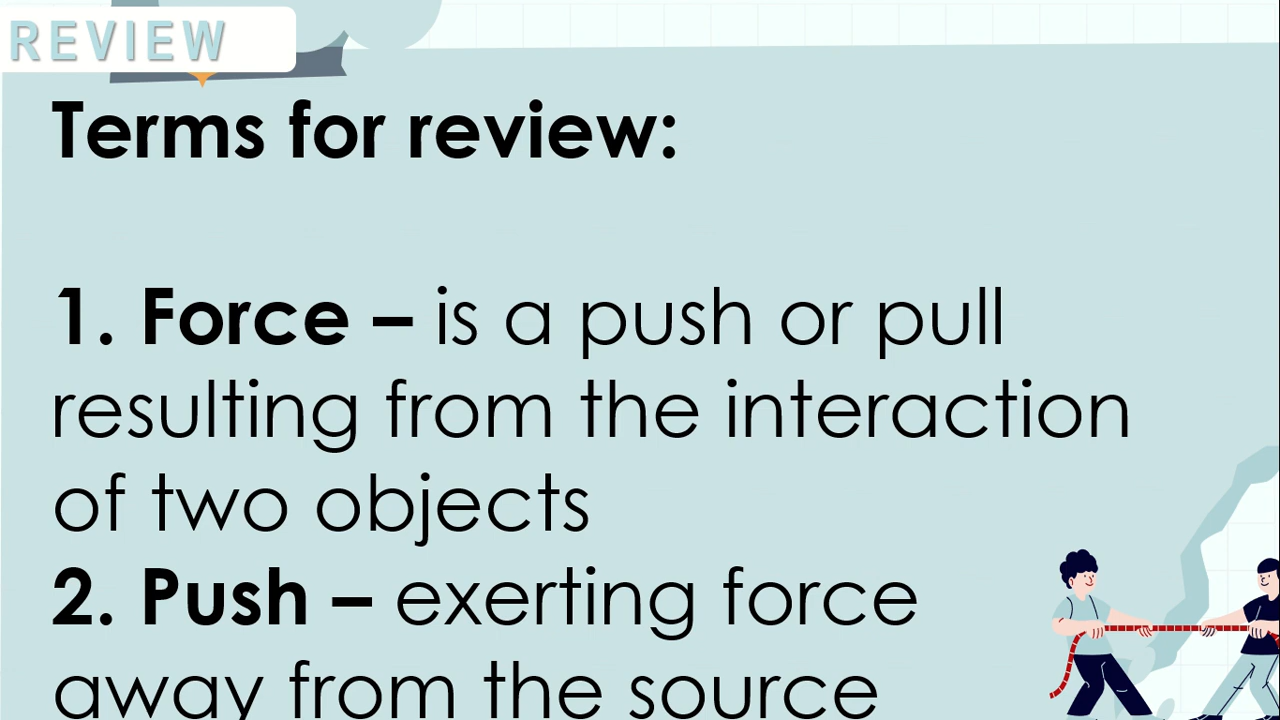 REVIEW
Terms for review:
1. Force – is a push or pull
resulting from the interaction
of two objects
2. Push – exerting force
away from the source